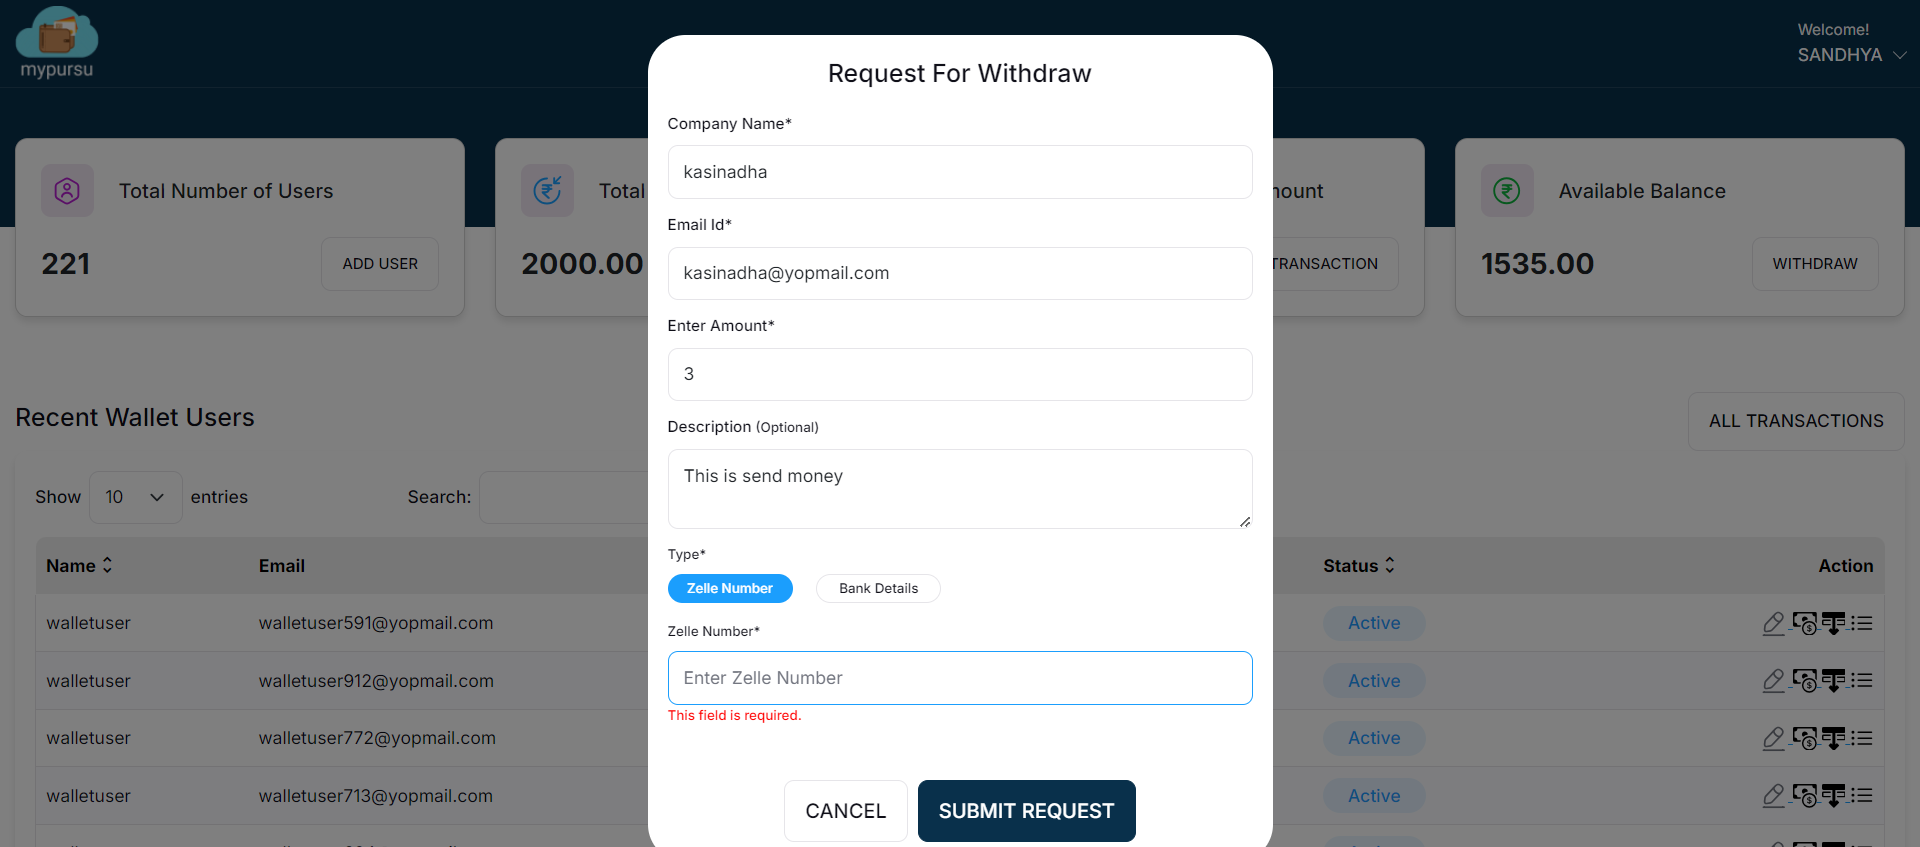 mypursu
Welcome!
SANDHYA
Request For Withdraw
Company Name*
kasinadha
Email Id*
kasinadha@yopmail.com
Enter Amount*
3
Description (Optional)
This is send money
Type*
Zelle Number
Bank Details
Zelle Number*
Enter Zelle Number
This field is required.
CANCEL
SUBMIT REQUEST
Total Number of Users
221
ADD USER
Total
2000.00
TRANSACTION
Available Balance
1535.00
WITHDRAW
Recent Wallet Users
ALL TRANSACTIONS
Show 10 entries
Search:
Name Email Status Action
walletuser walletuser591@yopmail.com Active
walletuser walletuser912@yopmail.com Active
walletuser walletuser772@yopmail.com Active
walletuser walletuser713@yopmail.com Active